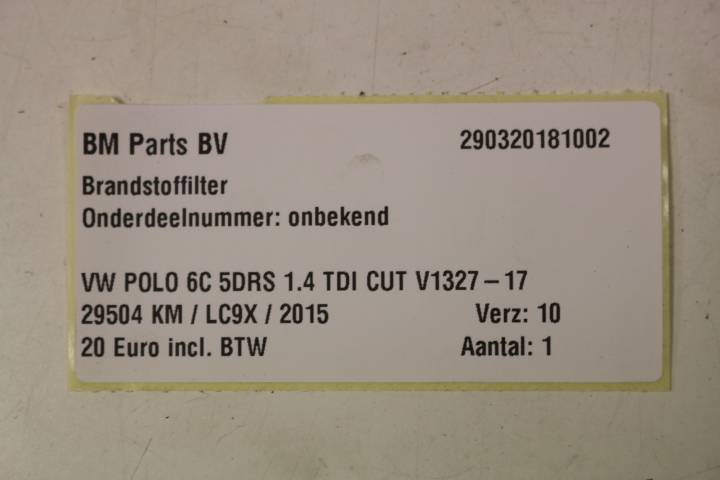 BM Parts BV 290320181002
Brandstoffilter
Onderdeelnummer: onbekend
VW POLO 6C 5DRS 1.4 TDI CUT V1327 – 17
29504 KM / LC9X / 2015 Verz: 10
20 Euro incl. BTW Aantal: 1